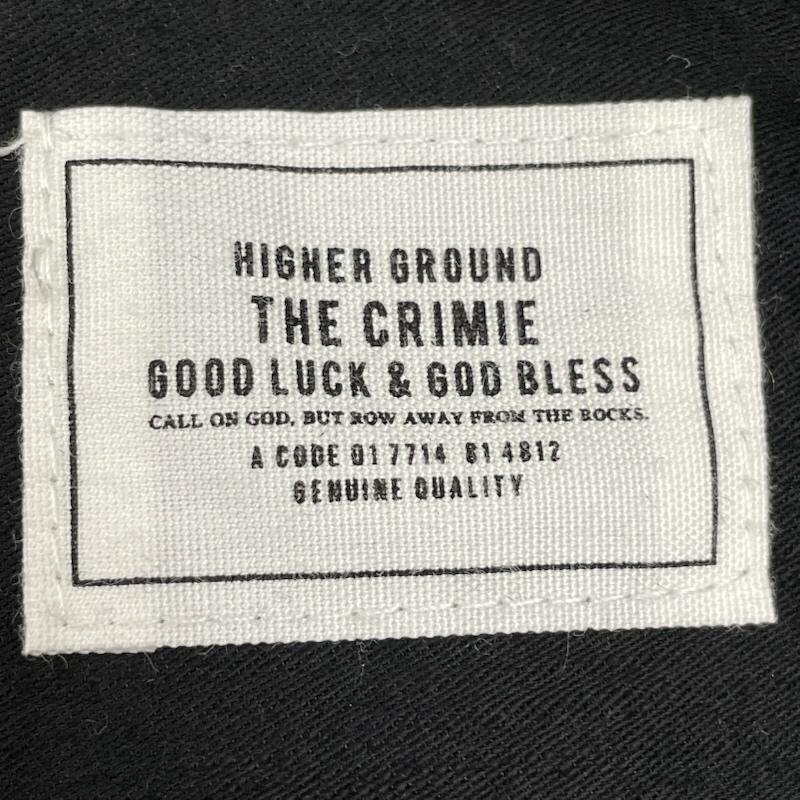 HIGHER GROUND
THE CRIMIE
GOOD LUCK & GOD BLESS
CALL ON GOD, BUT ROW AWAY FROM THE ROCKS.
A CODE 01 7714 81 4812
GENUINE QUALITY